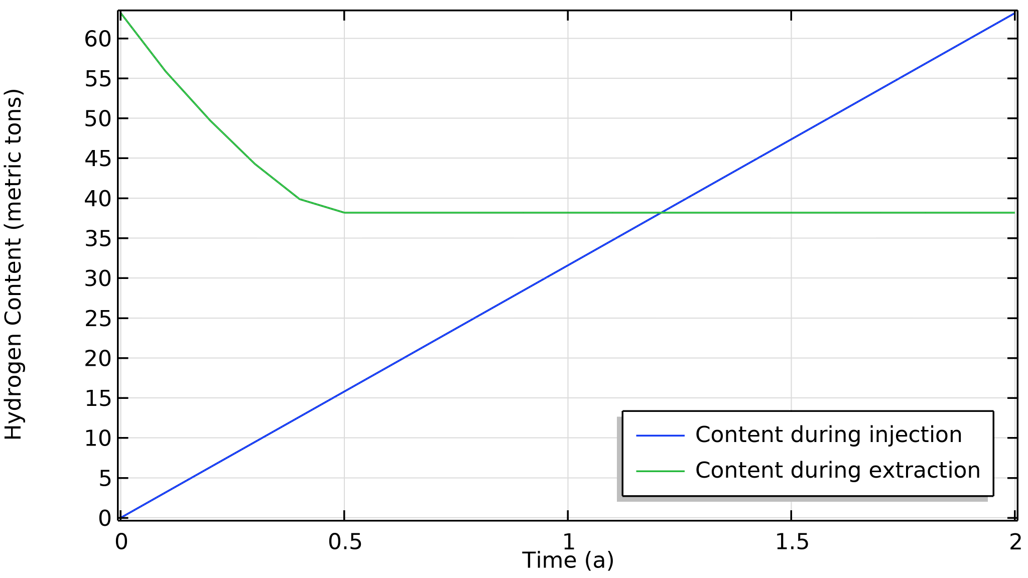 Hydrogen Content (metric tons)
60
55
50
45
40
35
30
25
20
15
10
5
0
Content during injection
Content during extraction
0 0.5 1 1.5 2
Time (a)